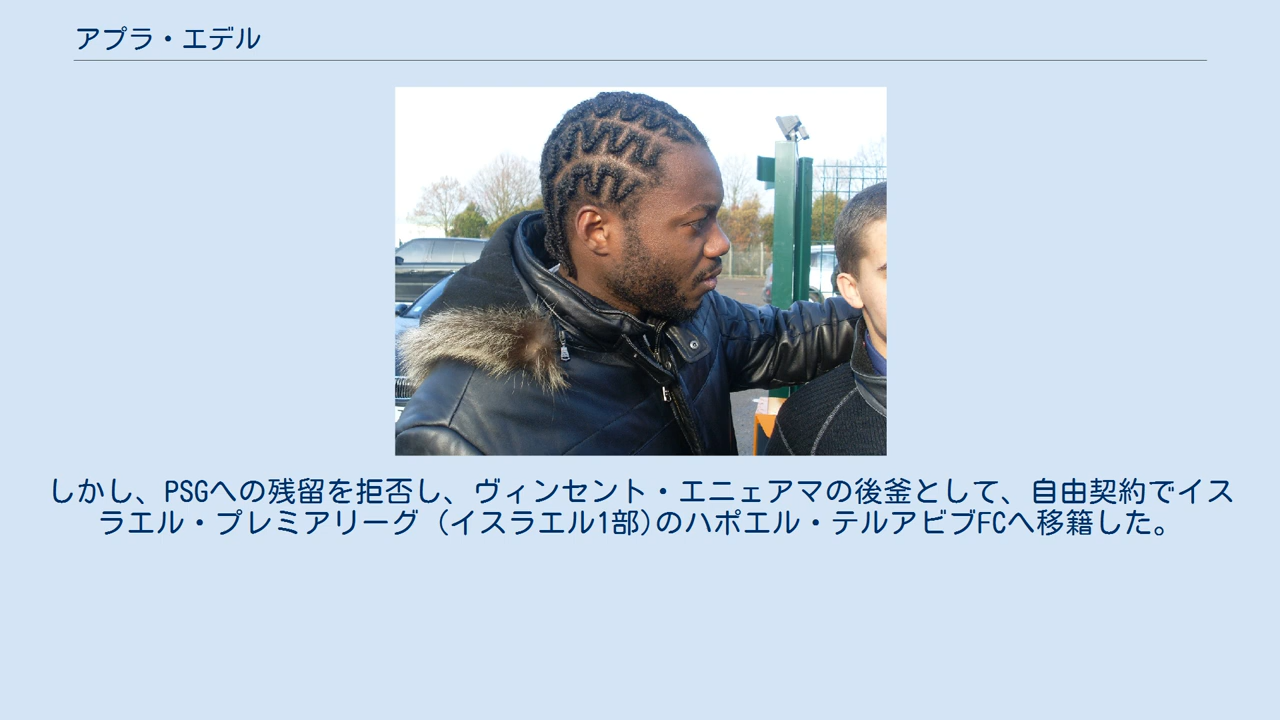 アプラ・エデル
しかし、PSGへの残留を拒否し、ヴィンセント・エニェアマの後釜として、自由契約でイス
ラエル・プレミアリーグ (イスラエル1部)のハポエル・テルアビブFCへ移籍した。